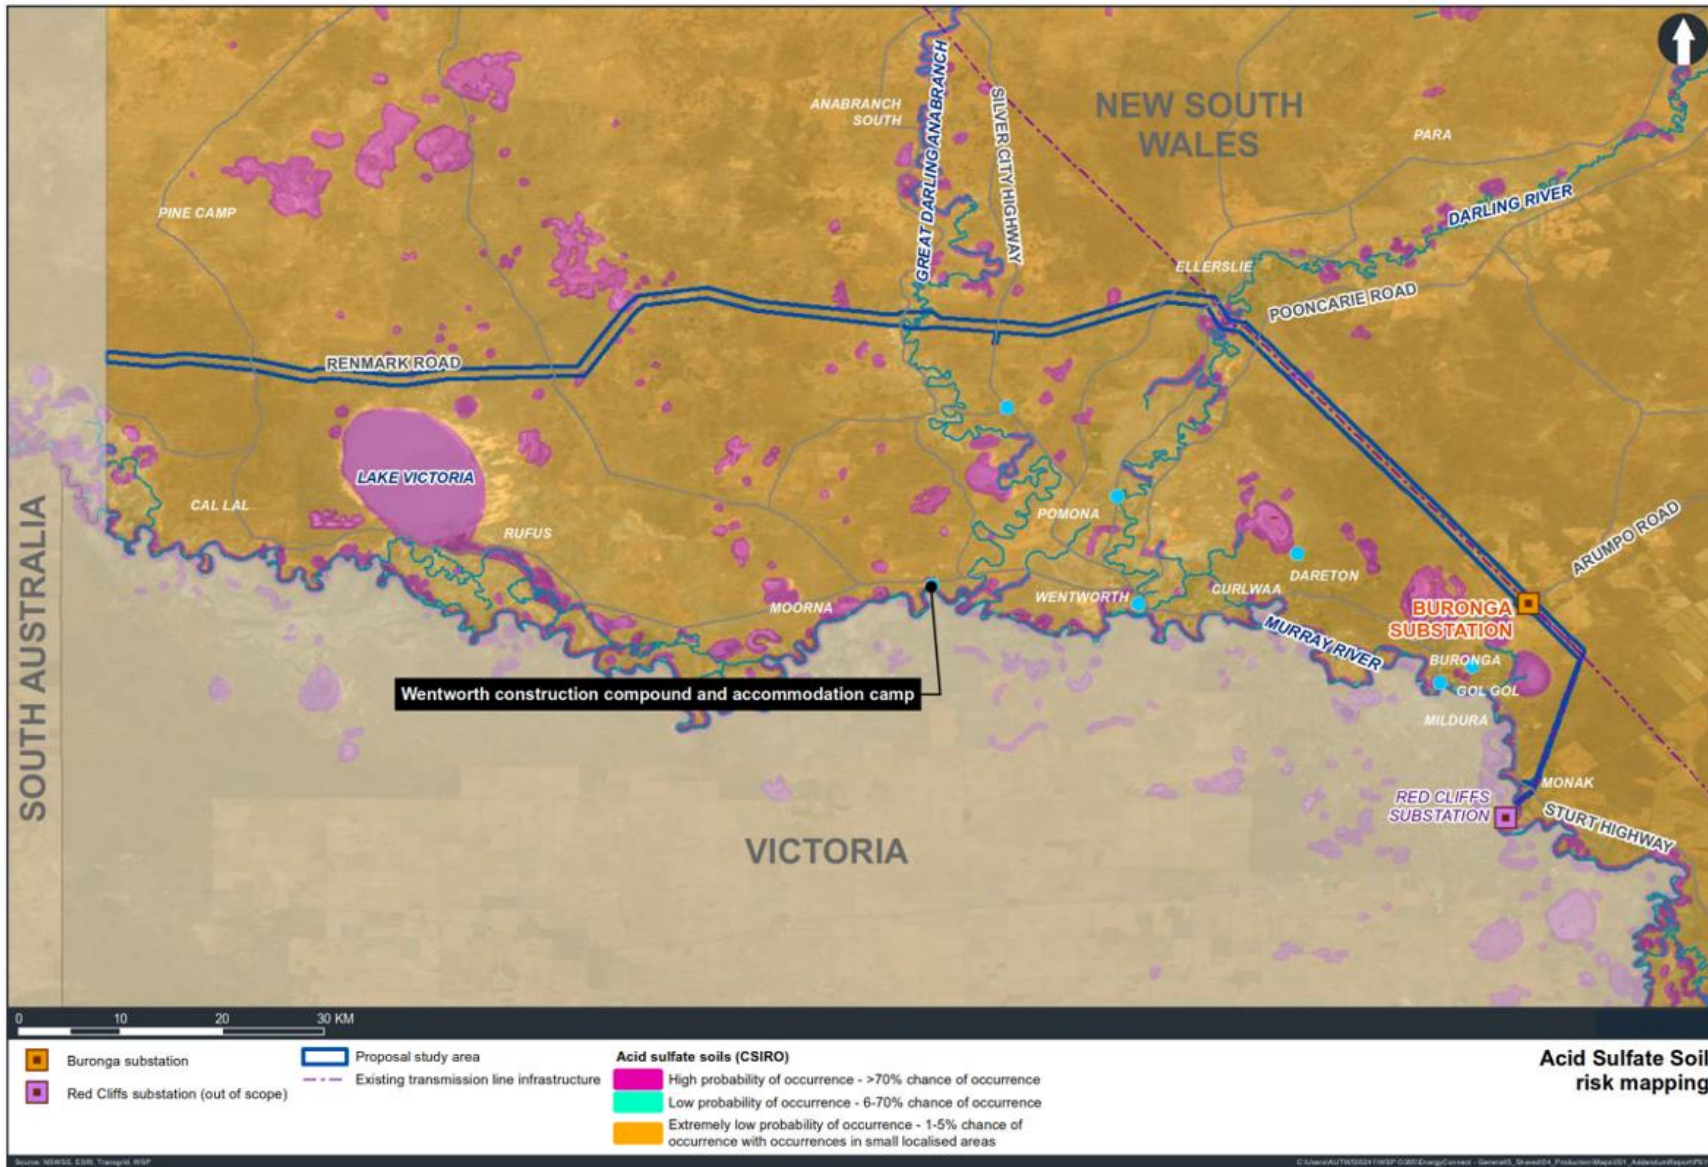 ANABRANCH
SOUTH
GREAT DARLING ANABRANCH
SILVER CITY HIGHWAY
NEW SOUTH
WALES
PARA
PINE CAMP
DARLING RIVER
ELLERSLIE
POONCARIE ROAD
RENMARK ROAD
LAKE VICTORIA
CAL LAL
RUFUS
POMONA
ARUMPO ROAD
DARETON
MOORNA
WENTWORTH
CURLWAA
BURONGA
SUBSTATION
MURRAY RIVER
BURONGA
GOL GOL
Wentworth construction compound and accommodation camp
MILDURA
SOUTH AUSTRALIA
MONAK
RED CLIFFS
SUBSTATION
STURT HIGHWAY
VICTORIA
0 10 20 30 KM
Buronga substation
Red Cliffs substation (out of scope)
Proposal study area
Existing transmission line infrastructure
Acid sulfate soils (CSIRO)
High probability of occurrence - >70% chance of occurrence
Low probability of occurrence - 6-70% chance of occurrence
Extremely low probability of occurrence - 1-5% chance of
occurrence with occurrences in small localised areas
Acid Sulfate Soil
risk mapping
Source: NSWSS, ESRI, Transgrid, WSP